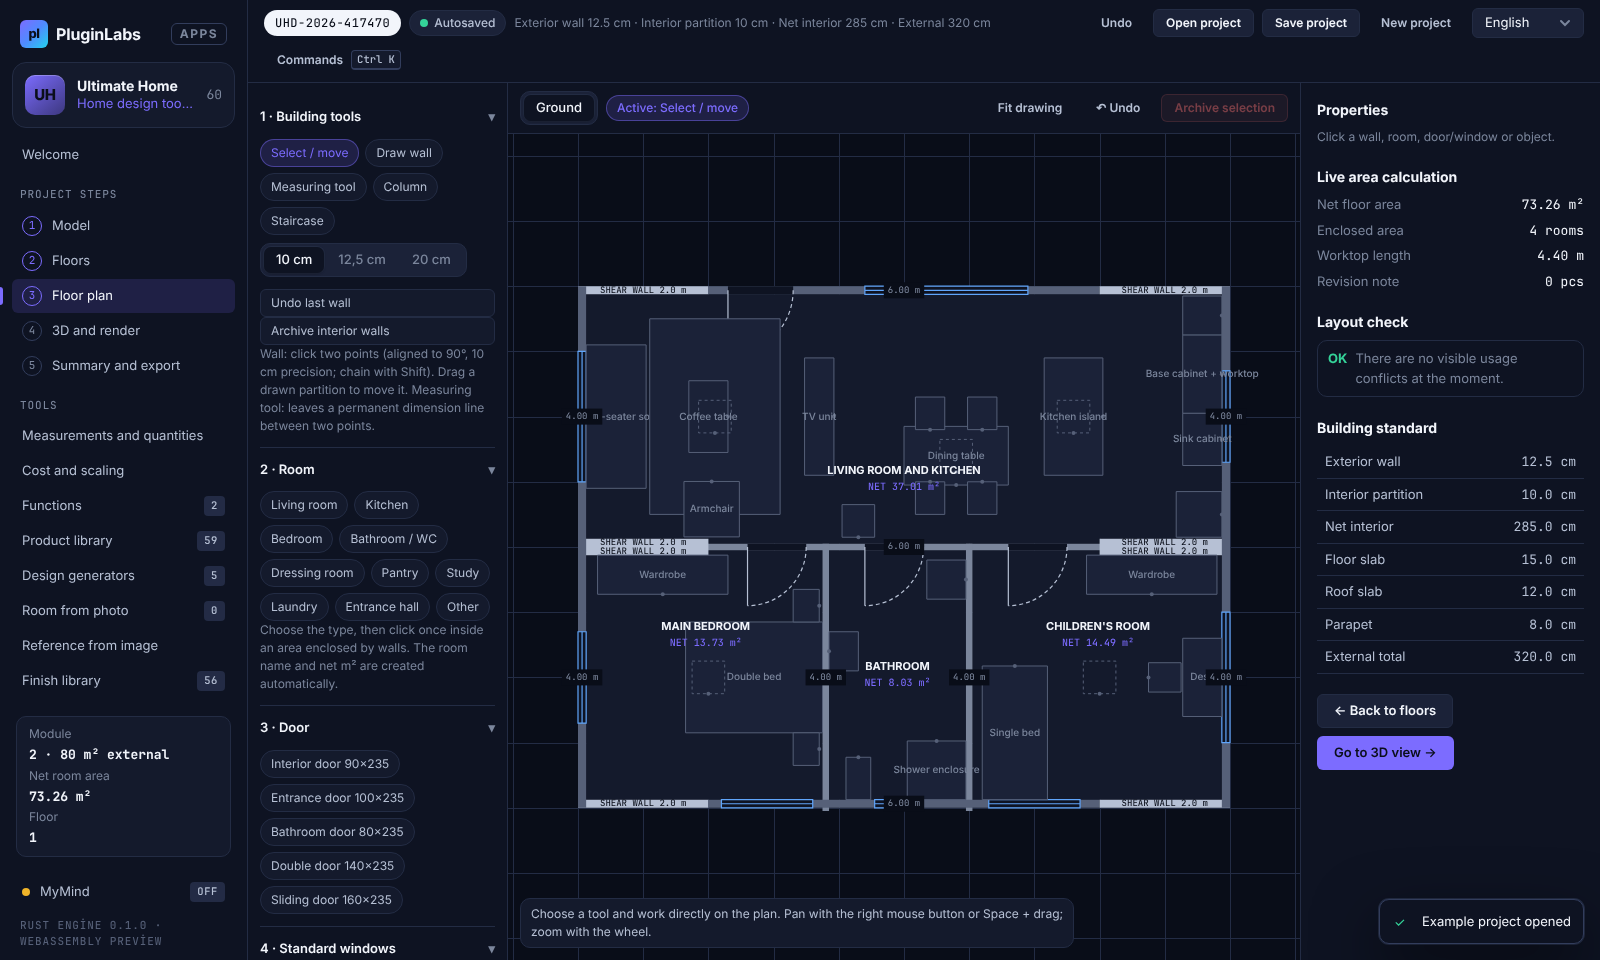 pl PluginLabs APPS
UH Ultimate Home 60
Home design too...
Welcome
PROJECT STEPS
1 Model
2 Floors
3 Floor plan
4 3D and render
5 Summary and export
TOOLS
Measurements and quantities
Cost and scaling
Functions 2
Product library 59
Design generators 5
Room from photo 0
Reference from image
Finish library 56
Module
2 · 80 m² external
Net room area
73.26 m²
Floor
1
MyMind OFF
RUST ENGİNE 0.1.0 ·
WEBASSEMBLY PREVİEW
UHD-2026-417470 Autosaved Exterior wall 12.5 cm · Interior partition 10 cm · Net interior 285 cm · External 320 cm Undo Open project Save project New project English
Commands Ctrl K
1 · Building tools ▾
Select / move Draw wall
Measuring tool Column
Staircase
10 cm 12,5 cm 20 cm
Undo last wall
Archive interior walls
Wall: click two points (aligned to 90°, 10
cm precision; chain with Shift). Drag a
drawn partition to move it. Measuring
tool: leaves a permanent dimension line
between two points.
2 · Room ▾
Living room Kitchen
Bedroom Bathroom / WC
Dressing room Pantry Study
Laundry Entrance hall Other
Choose the type, then click once inside
an area enclosed by walls. The room
name and net m² are created
automatically.
3 · Door ▾
Interior door 90×235
Entrance door 100×235
Bathroom door 80×235
Double door 140×235
Sliding door 160×235
4 · Standard windows ▾
Ground Active: Select / move Fit drawing ↶ Undo Archive selection
SHEAR WALL 2.0 m 6.00 m SHEAR WALL 2.0 m
Base cabinet + worktop
4.00 m -seater so Coffee table TV unit Kitchen island 4.00 m
Sink cabinet
Dining table
LIVING ROOM AND KITCHEN
NET 37.01 m²
Armchair
SHEAR WALL 2.0 m 6.00 m SHEAR WALL 2.0 m
SHEAR WALL 2.0 m SHEAR WALL 2.0 m
Wardrobe Wardrobe
MAIN BEDROOM CHILDREN'S ROOM
NET 13.73 m² NET 14.49 m²
BATHROOM
NET 8.03 m²
4.00 m Double bed 4.00 m 4.00 m Des 4.00 m
Single bed
Shower enclosure
SHEAR WALL 2.0 m 6.00 m SHEAR WALL 2.0 m
Choose a tool and work directly on the plan. Pan with the right mouse button or Space + drag;
zoom with the wheel.
Properties
Click a wall, room, door/window or object.
Live area calculation
Net floor area 73.26 m²
Enclosed area 4 rooms
Worktop length 4.40 m
Revision note 0 pcs
Layout check
OK There are no visible usage
conflicts at the moment.
Building standard
Exterior wall 12.5 cm
Interior partition 10.0 cm
Net interior 285.0 cm
Floor slab 15.0 cm
Roof slab 12.0 cm
Parapet 8.0 cm
External total 320.0 cm
← Back to floors
Go to 3D view →
✓ Example project opened